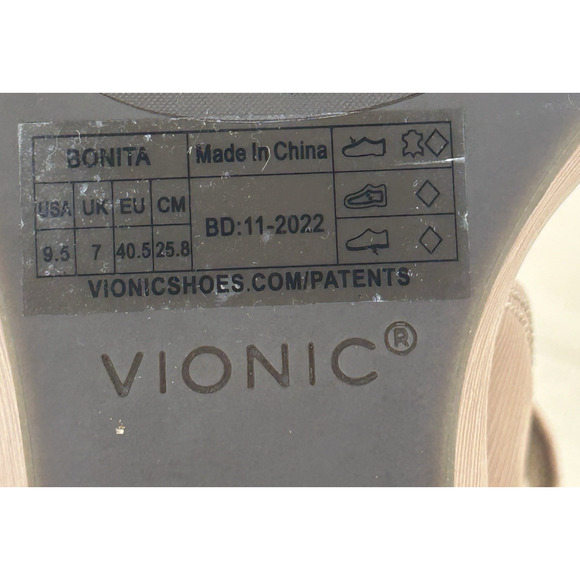 BONITA Made In China
USA UK EU CM
9.5 7 40.5 25.8 BD:11-2022
VIONICSHOES.COM/PATENTS
VIONIC®